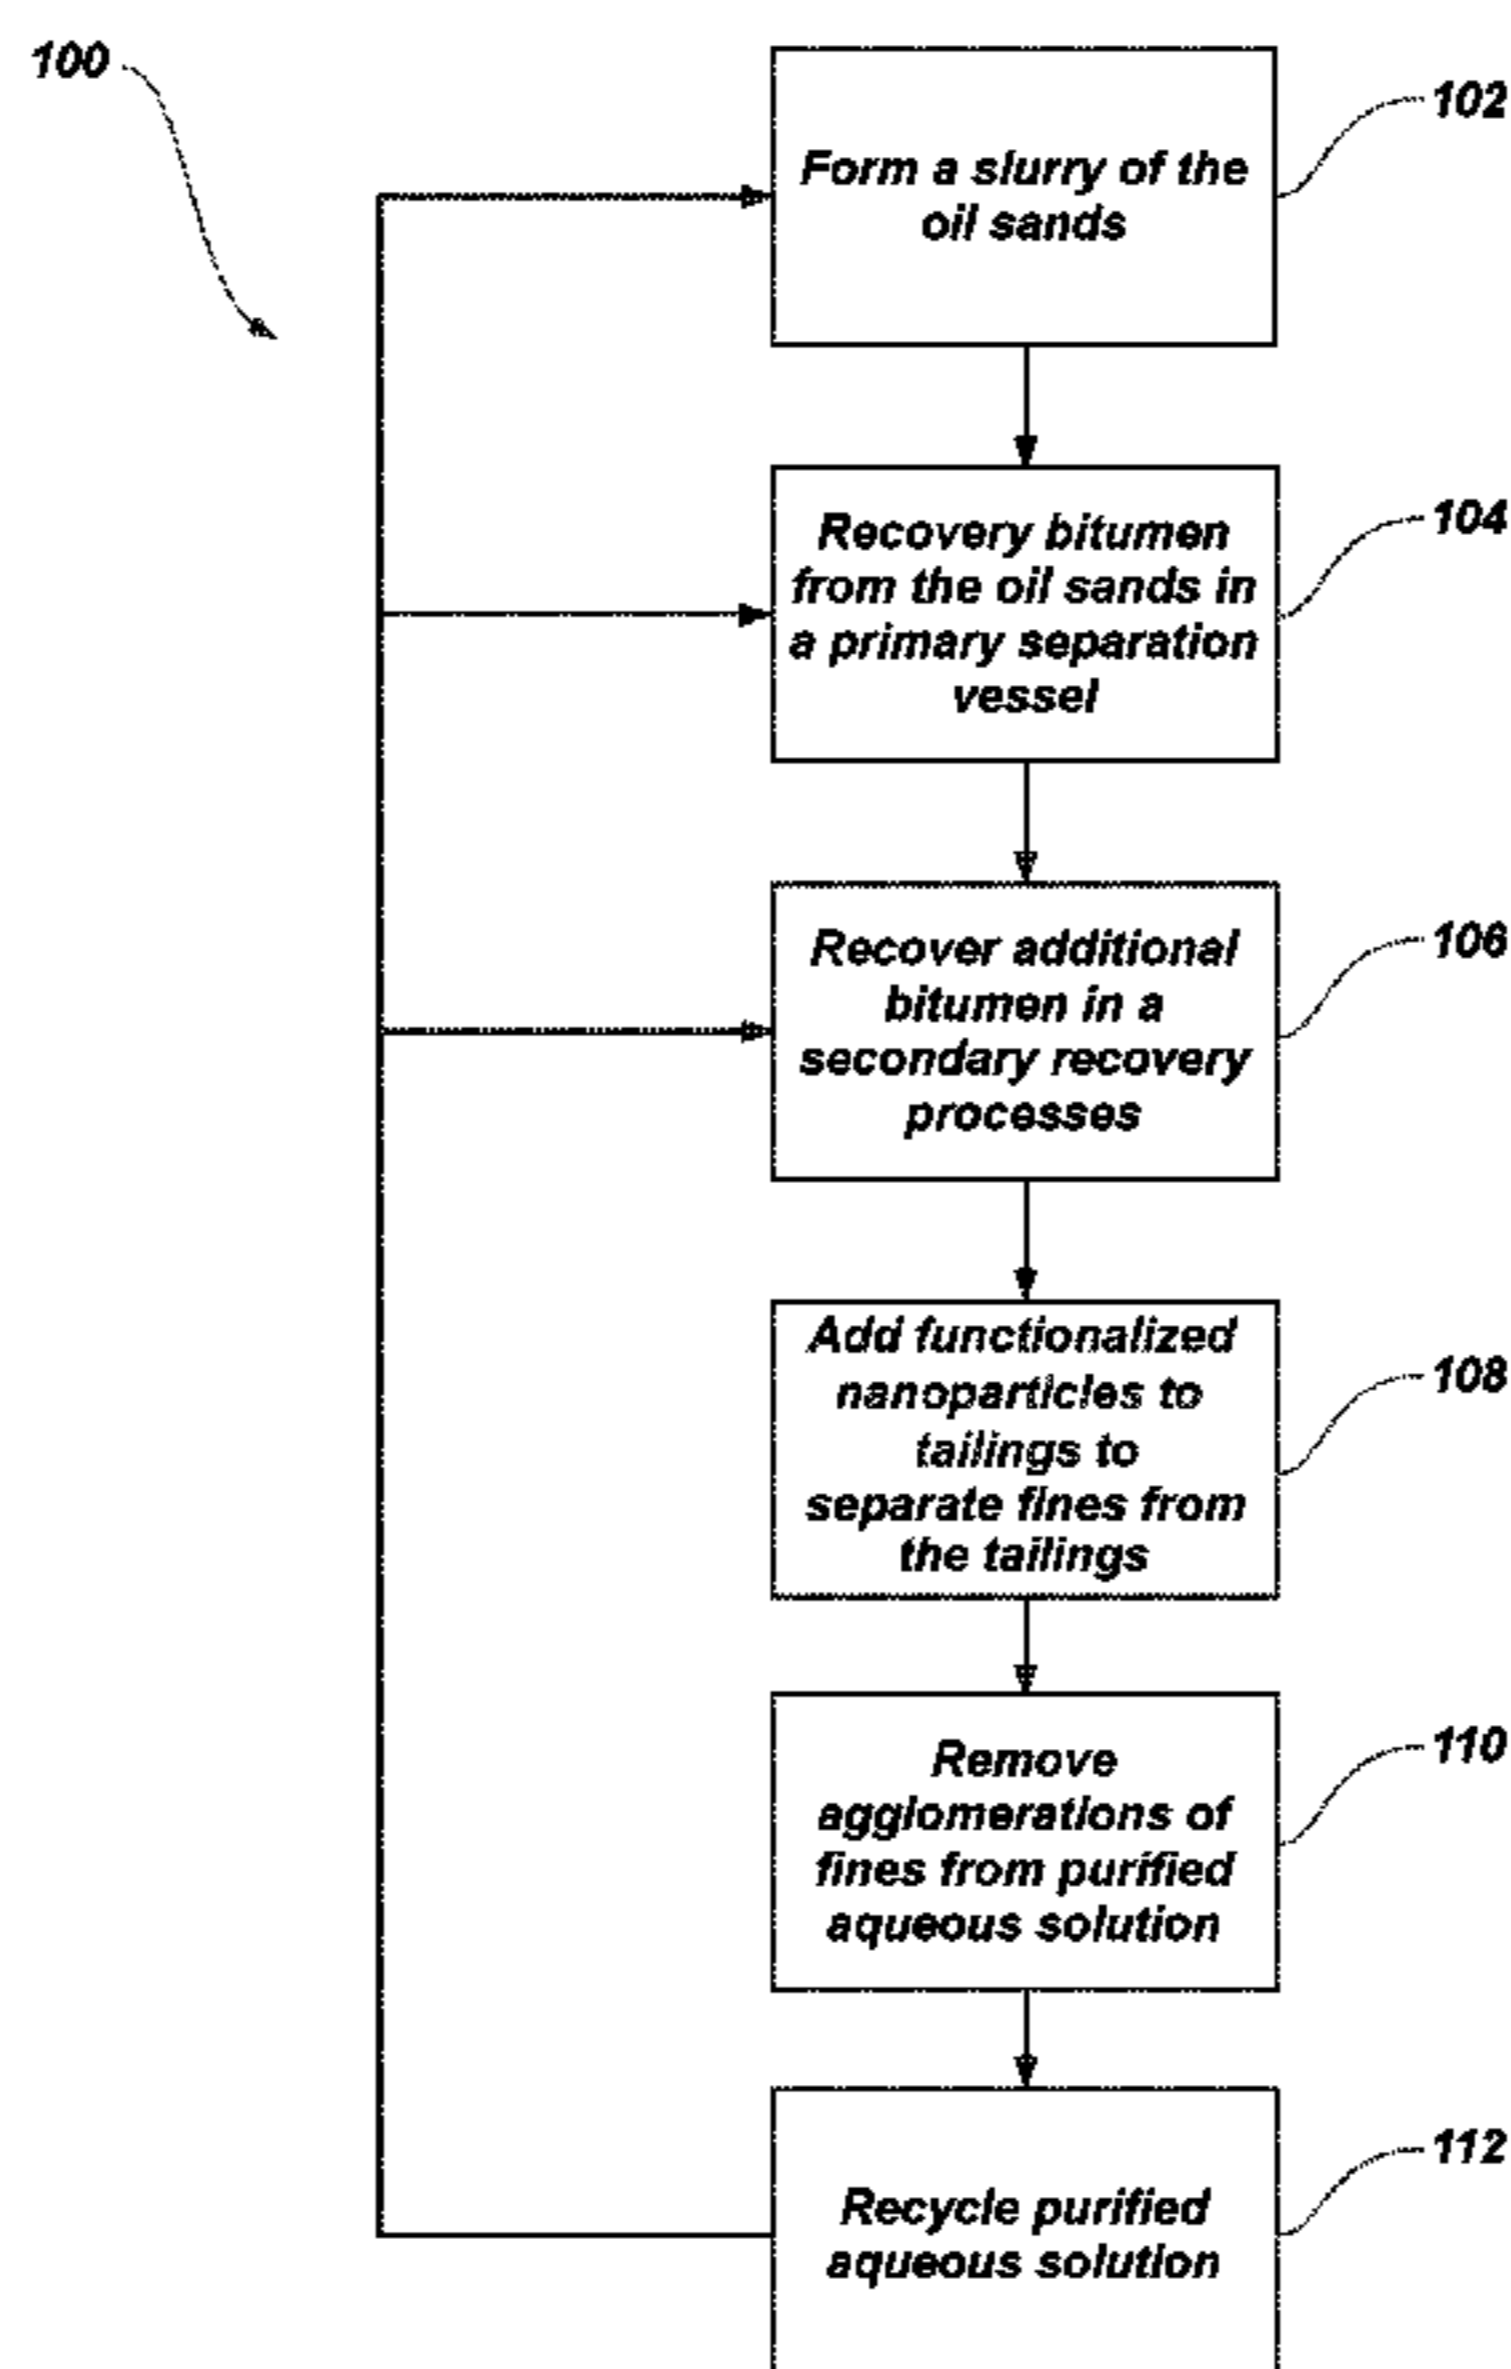 100
102
Form a slurry of the
oil sands
104
Recovery bitumen
from the oil sands in
a primary separation
vessel
106
Recover additional
bitumen in a
secondary recovery
processes
108
Add functionalized
nanoparticles to
tailings to
separate fines from
the tailings
110
Remove
agglomerations of
fines from purified
aqueous solution
112
Recycle purified
aqueous solution